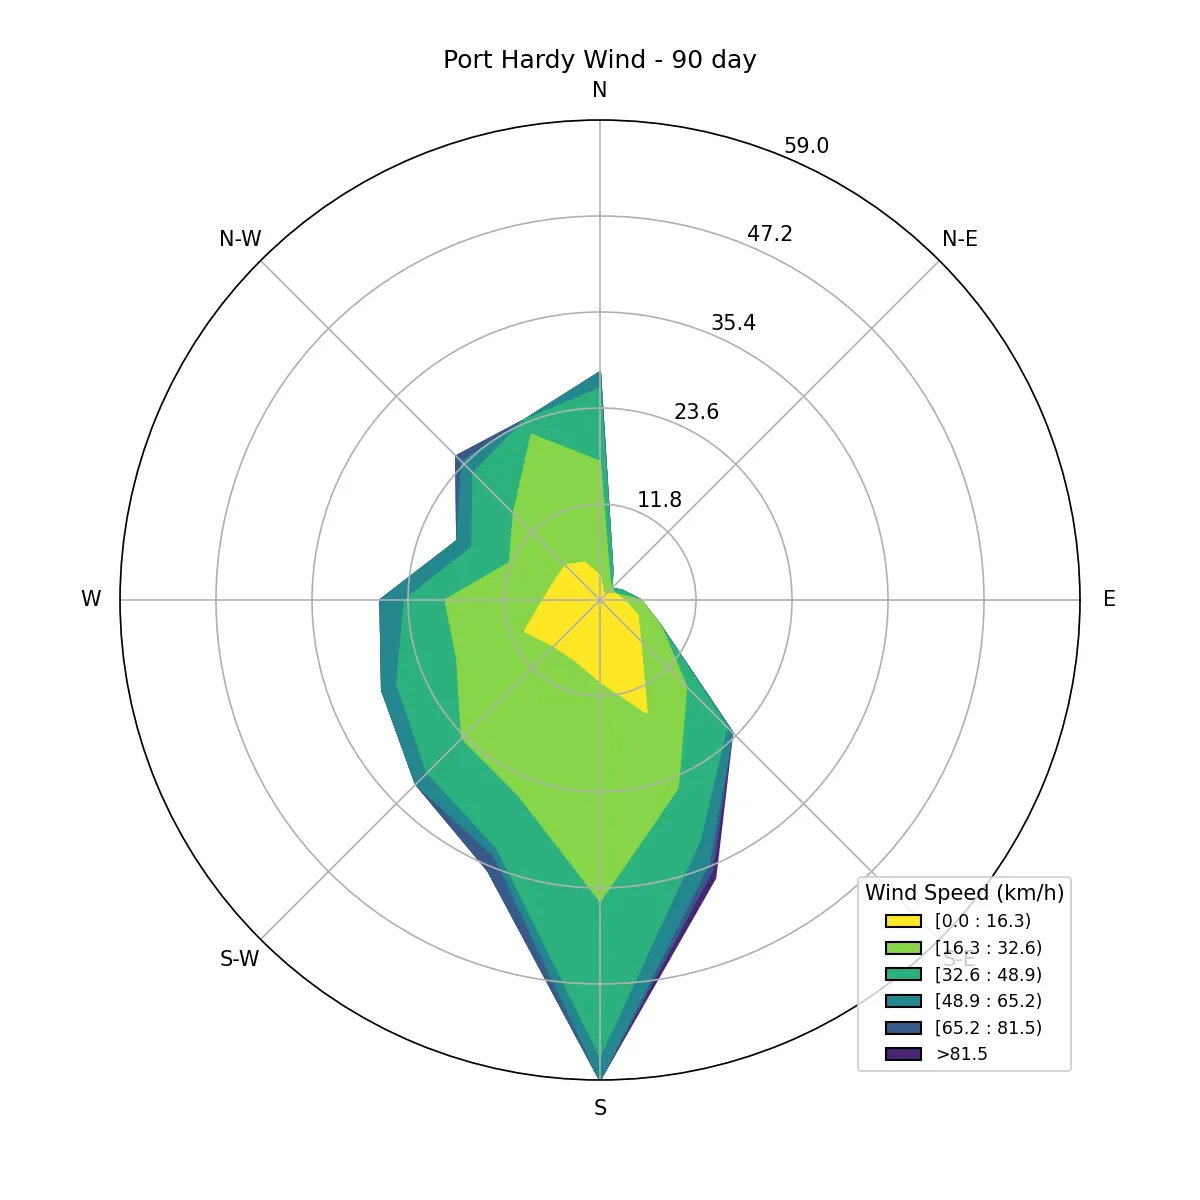 Port Hardy Wind - 90 day
N
59.0
N-W
47.2
N-E
35.4
23.6
11.8
W
E
S-W
S-E
S
Wind Speed (km/h)
[0.0 : 16.3)
[16.3 : 32.6)
[32.6 : 48.9)
[48.9 : 65.2)
[65.2 : 81.5)
>81.5